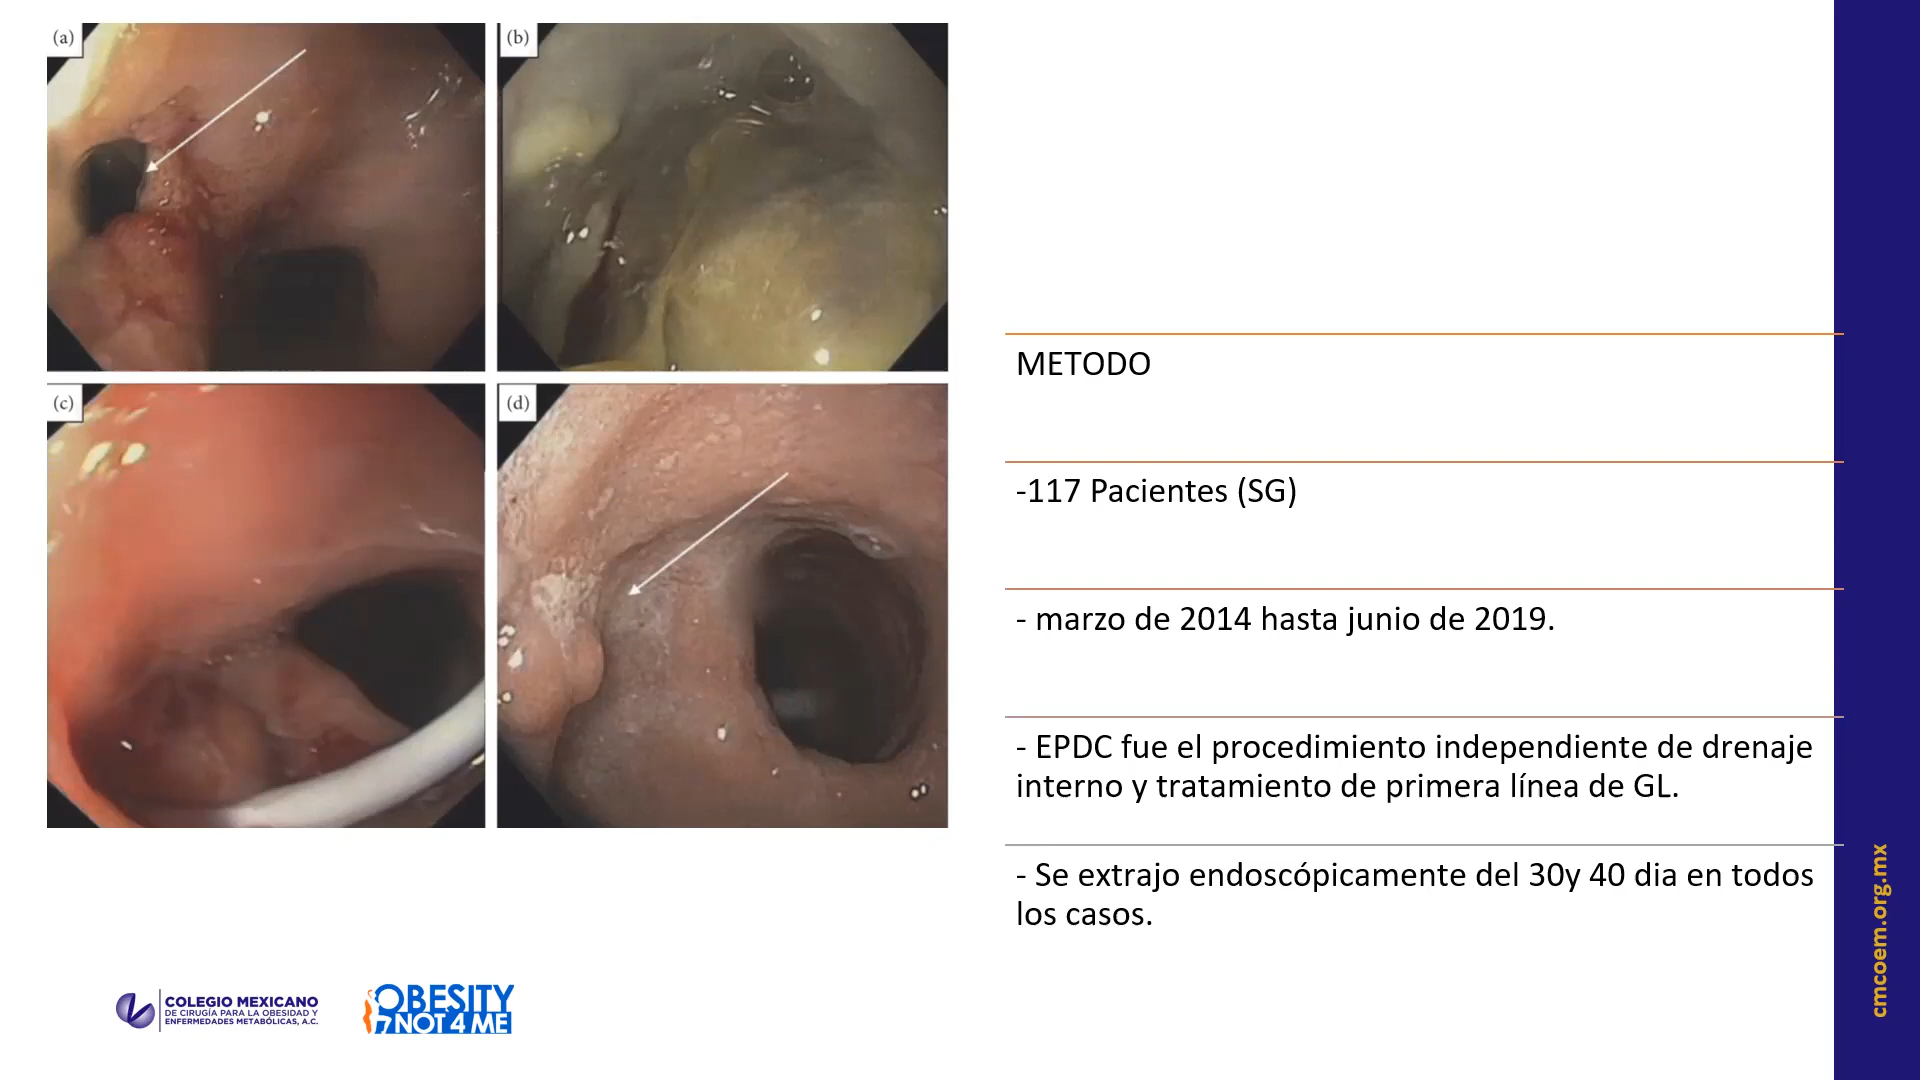 (a)
(b)
(c)
(d)
METODO
-117 Pacientes (SG)
- marzo de 2014 hasta junio de 2019.
- EPDC fue el procedimiento independiente de drenaje
interno y tratamiento de primera línea de GL.
- Se extrajo endoscópicamente del 30y 40 dia en todos
los casos.
COLEGIO MEXICANO
DE CIRUGÍA PARA LA OBESIDAD Y
ENFERMEDADES METABÓLICAS, A.C.
OBESITY
NOT 4 ME
cmcoem.org.mx